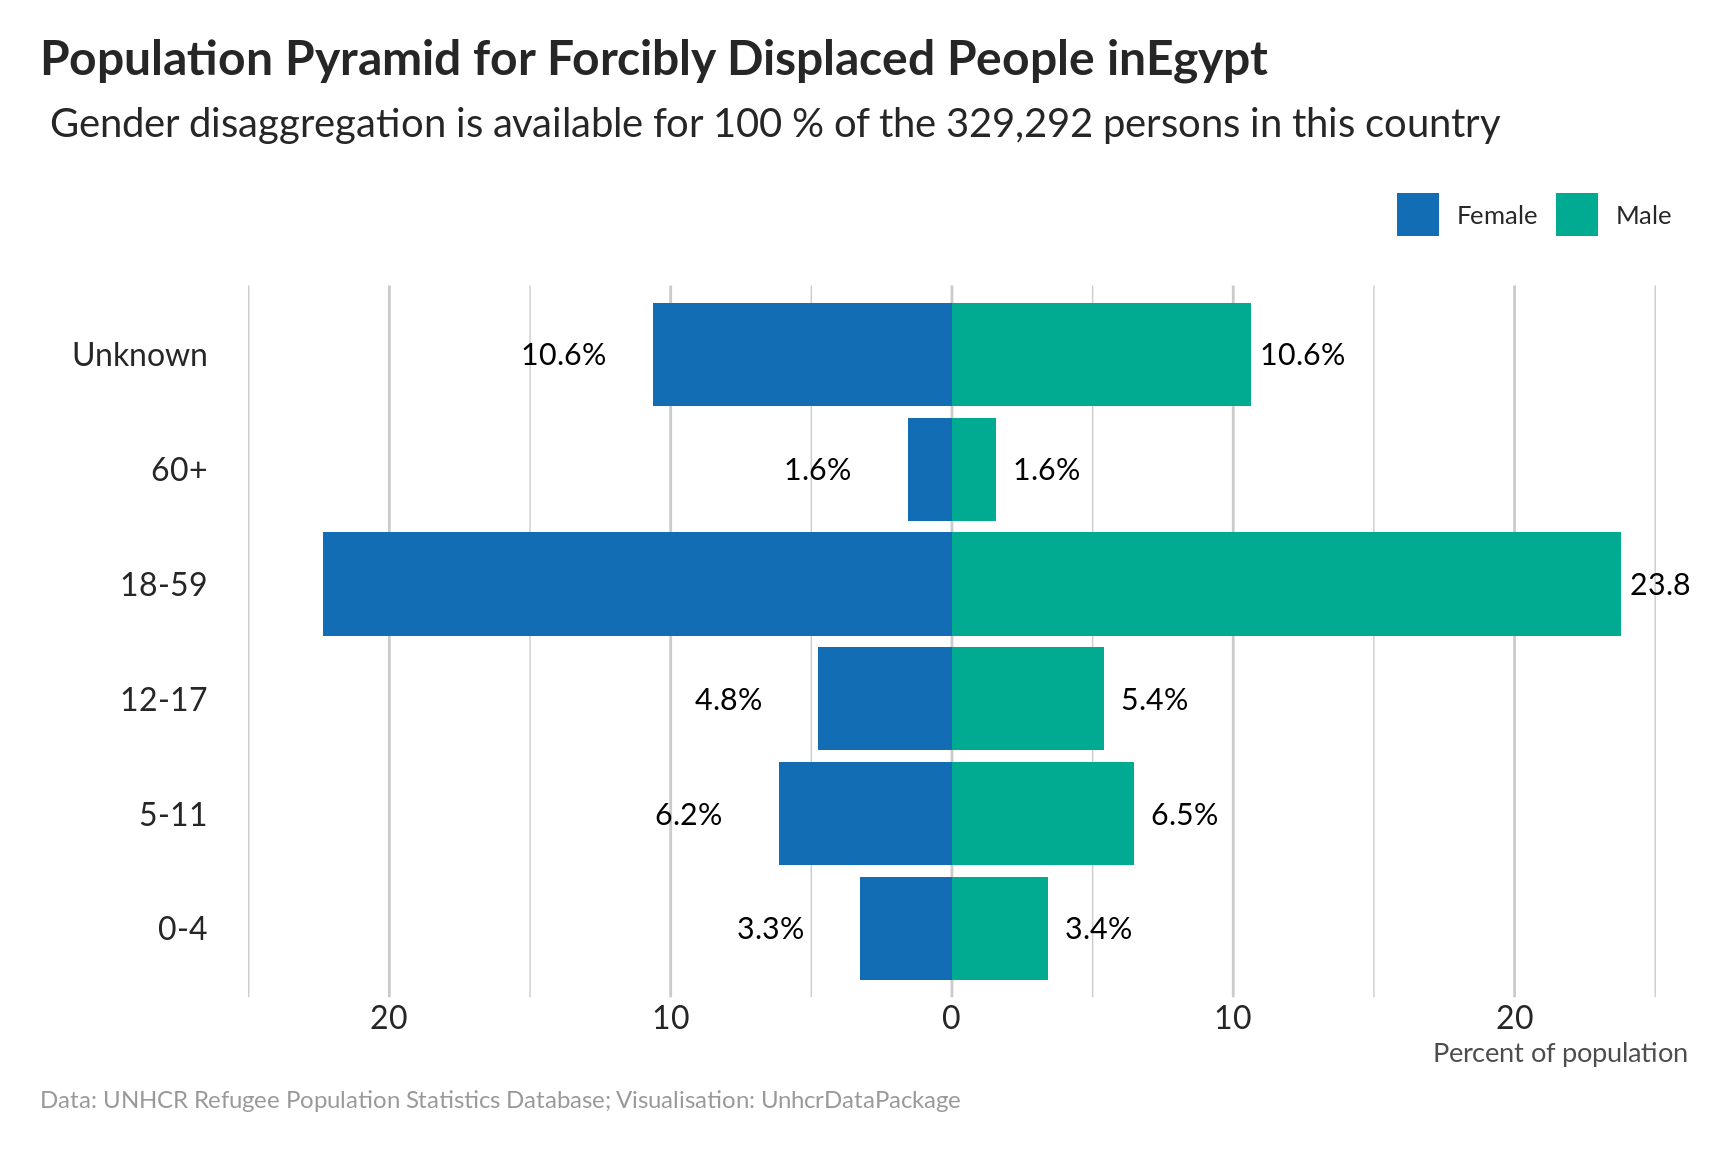 Population Pyramid for Forcibly Displaced People inEgypt
Gender disaggregation is available for 100 % of the 329,292 persons in this country
Female Male
Unknown 10.6% 10.6%
60+ 1.6% 1.6%
18-59 23.8
12-17 4.8% 5.4%
5-11 6.2% 6.5%
0-4 3.3% 3.4%
20 10 0 10 20
Percent of population
Data: UNHCR Refugee Population Statistics Database; Visualisation: UnhcrDataPackage